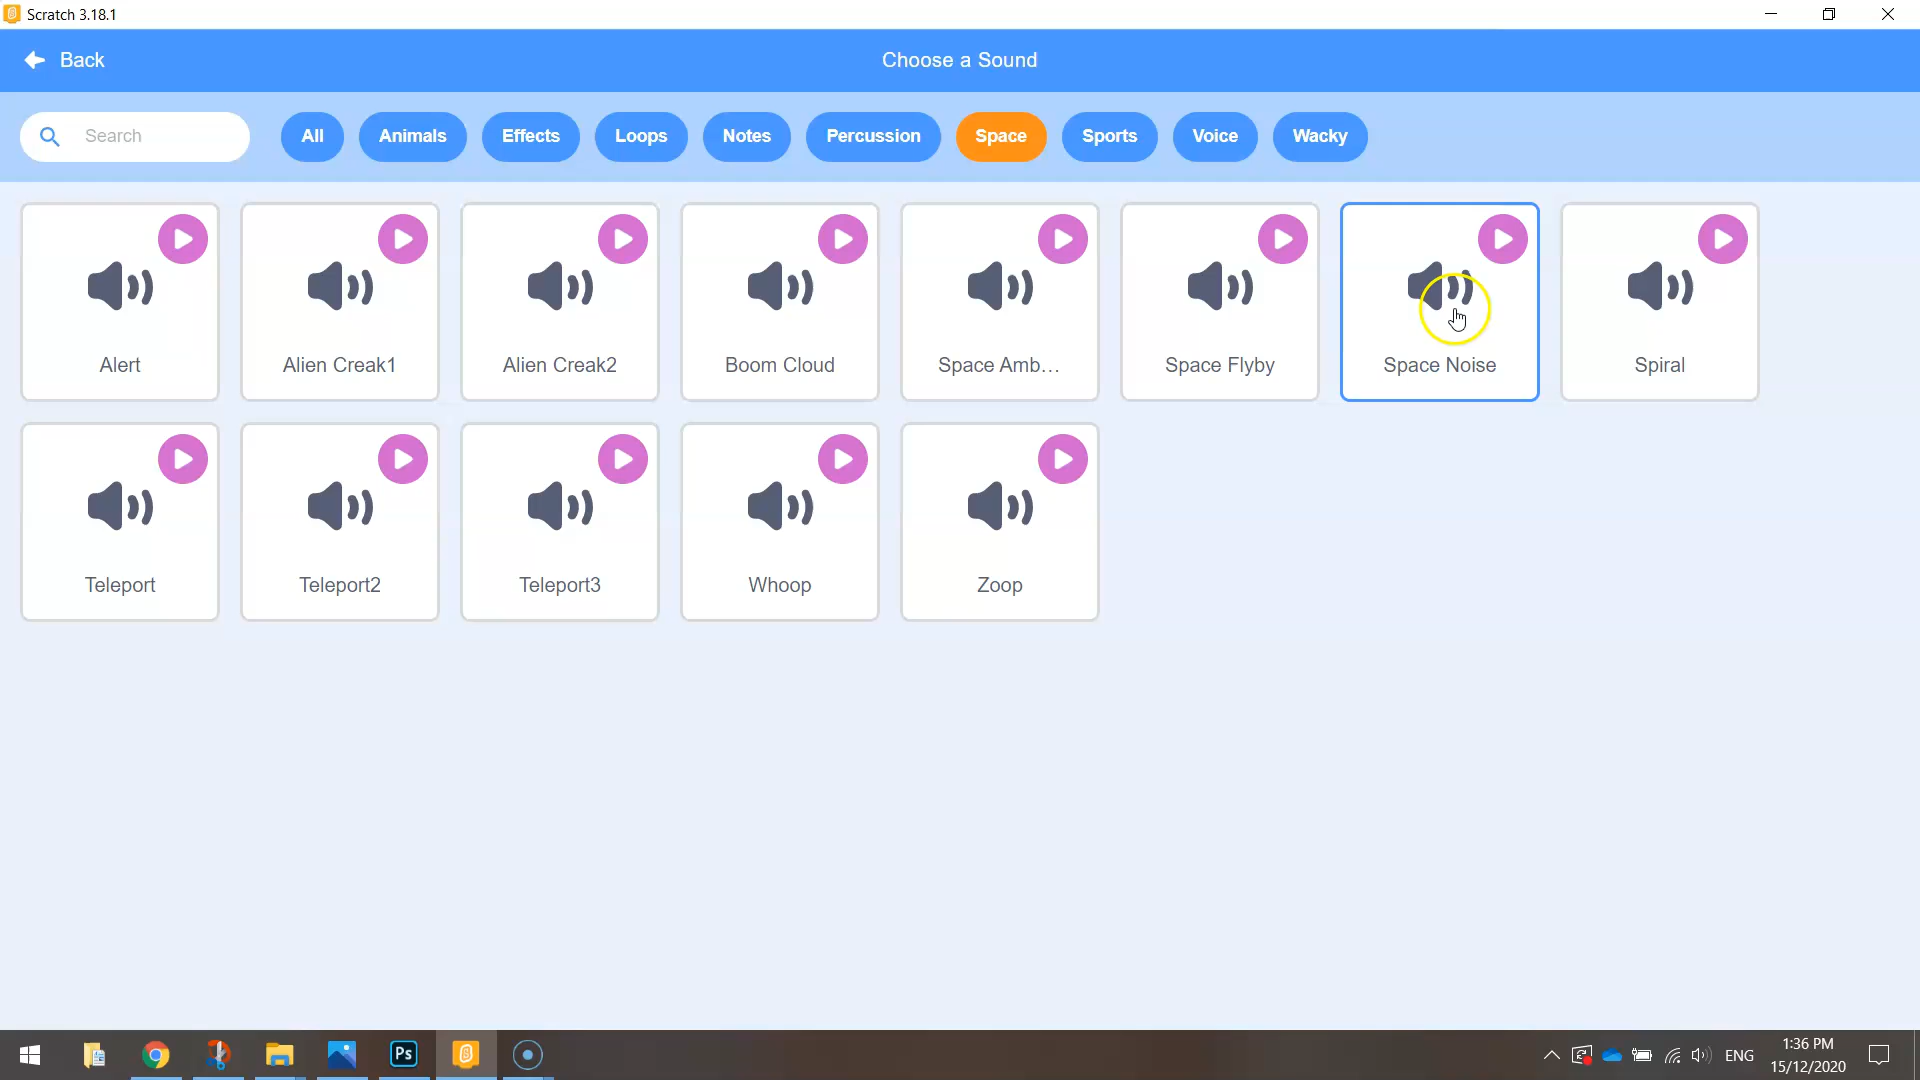 Scratch 3.18.1
Back
Choose a Sound
Search
All
Animals
Effects
Loops
Notes
Percussion
Space
Sports
Voice
Wacky
Alert
Alien Creak1
Alien Creak2
Boom Cloud
Space Amb...
Space Flyby
Space Noise
Spiral
Teleport
Teleport2
Teleport3
Whoop
Zoop
Ps
ENG
1:36 PM
15/12/2020